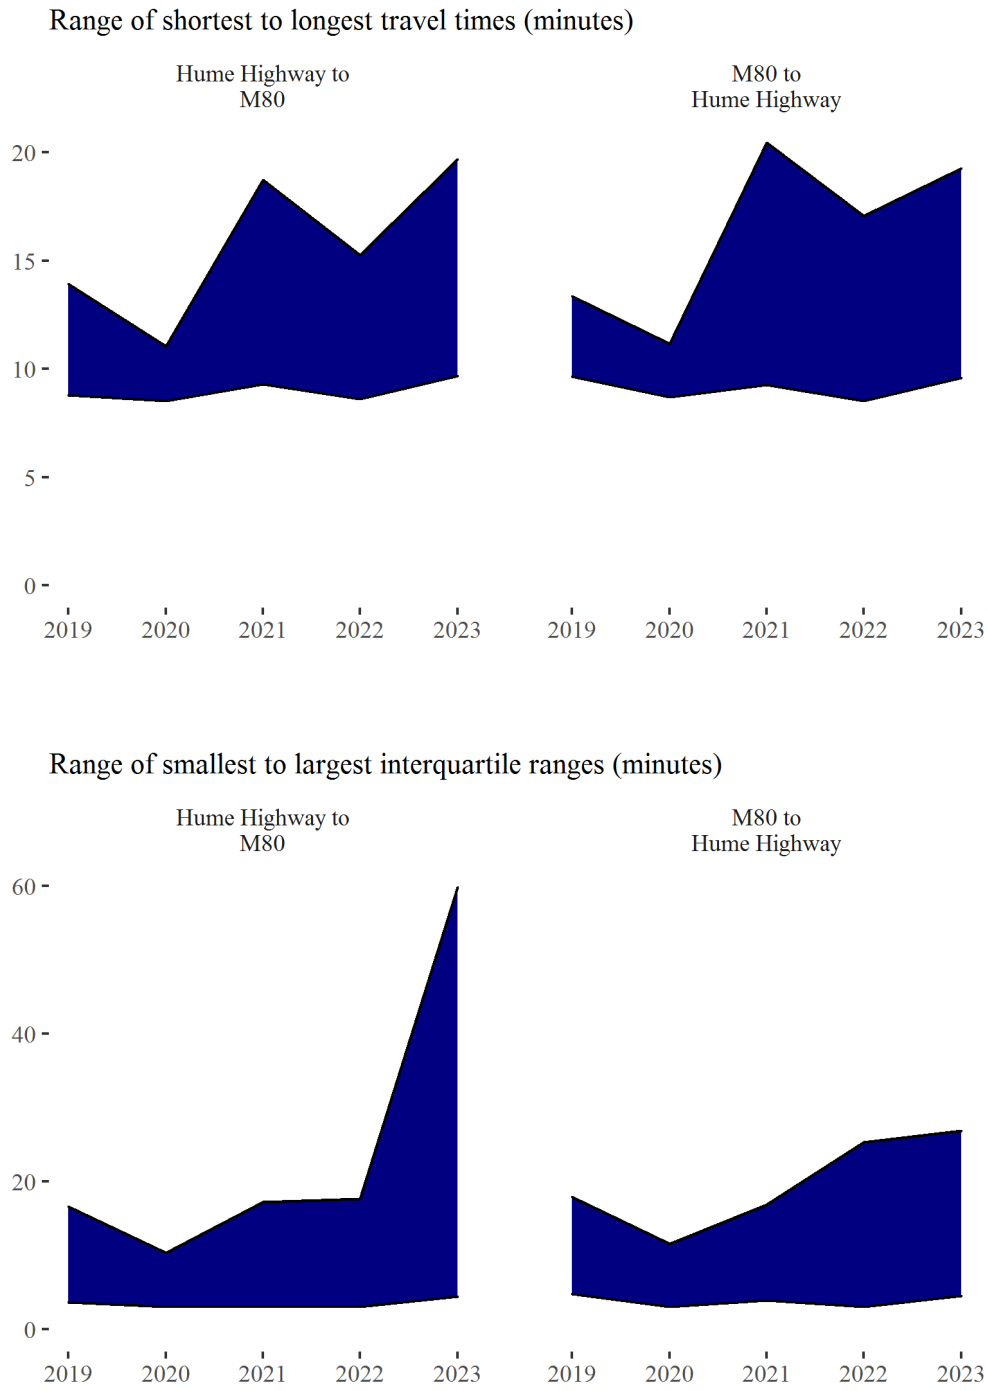 Range of shortest to longest travel times (minutes)
Hume Highway to
M80
M80 to
Hume Highway
20
15
10
5
0
2019 2020 2021 2022 2023
2019 2020 2021 2022 2023
Range of smallest to largest interquartile ranges (minutes)
Hume Highway to
M80
M80 to
Hume Highway
60
40
20
0
2019 2020 2021 2022 2023
2019 2020 2021 2022 2023